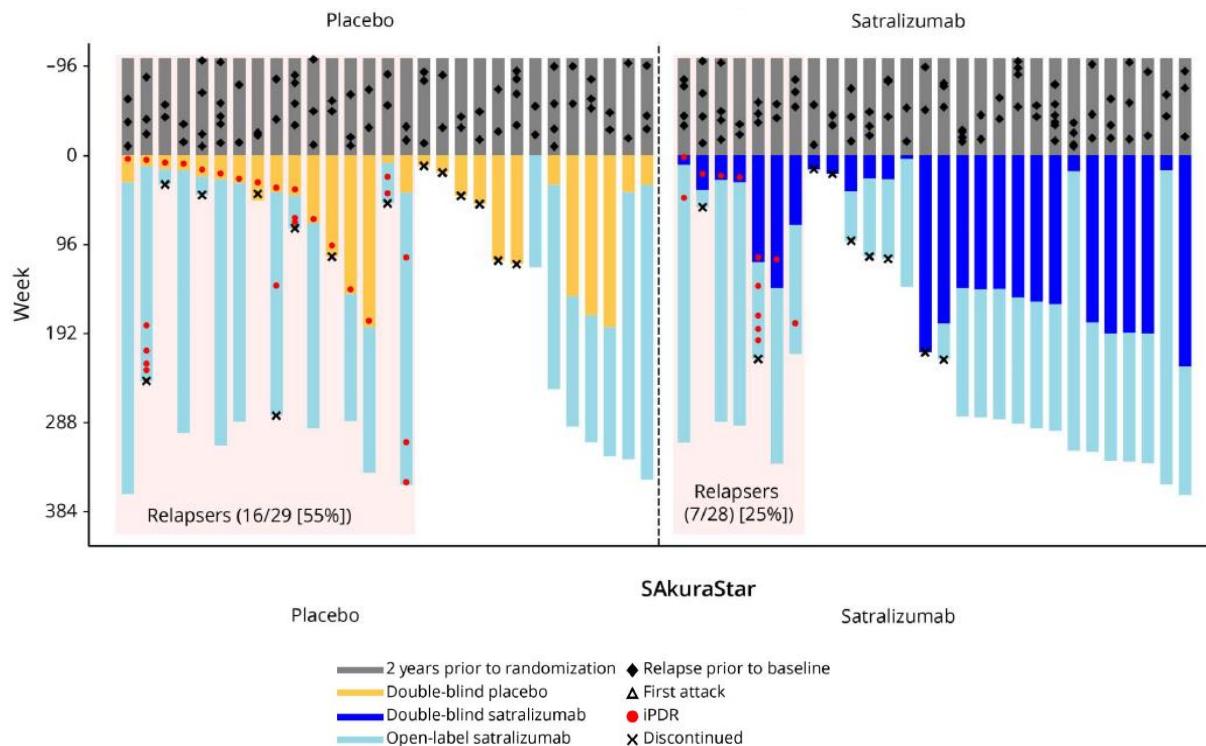 Placebo
Satralizumab
−96
0
96
192
288
384
Week
Relapsers (16/29 [55%])
Relapsers
(7/28) [25%])
SAkuraStar
Placebo
Satralizumab
2 years prior to randomization
Relapse prior to baseline
Double-blind placebo
First attack
Double-blind satralizumab
iPDR
Open-label satralizumab
Discontinued